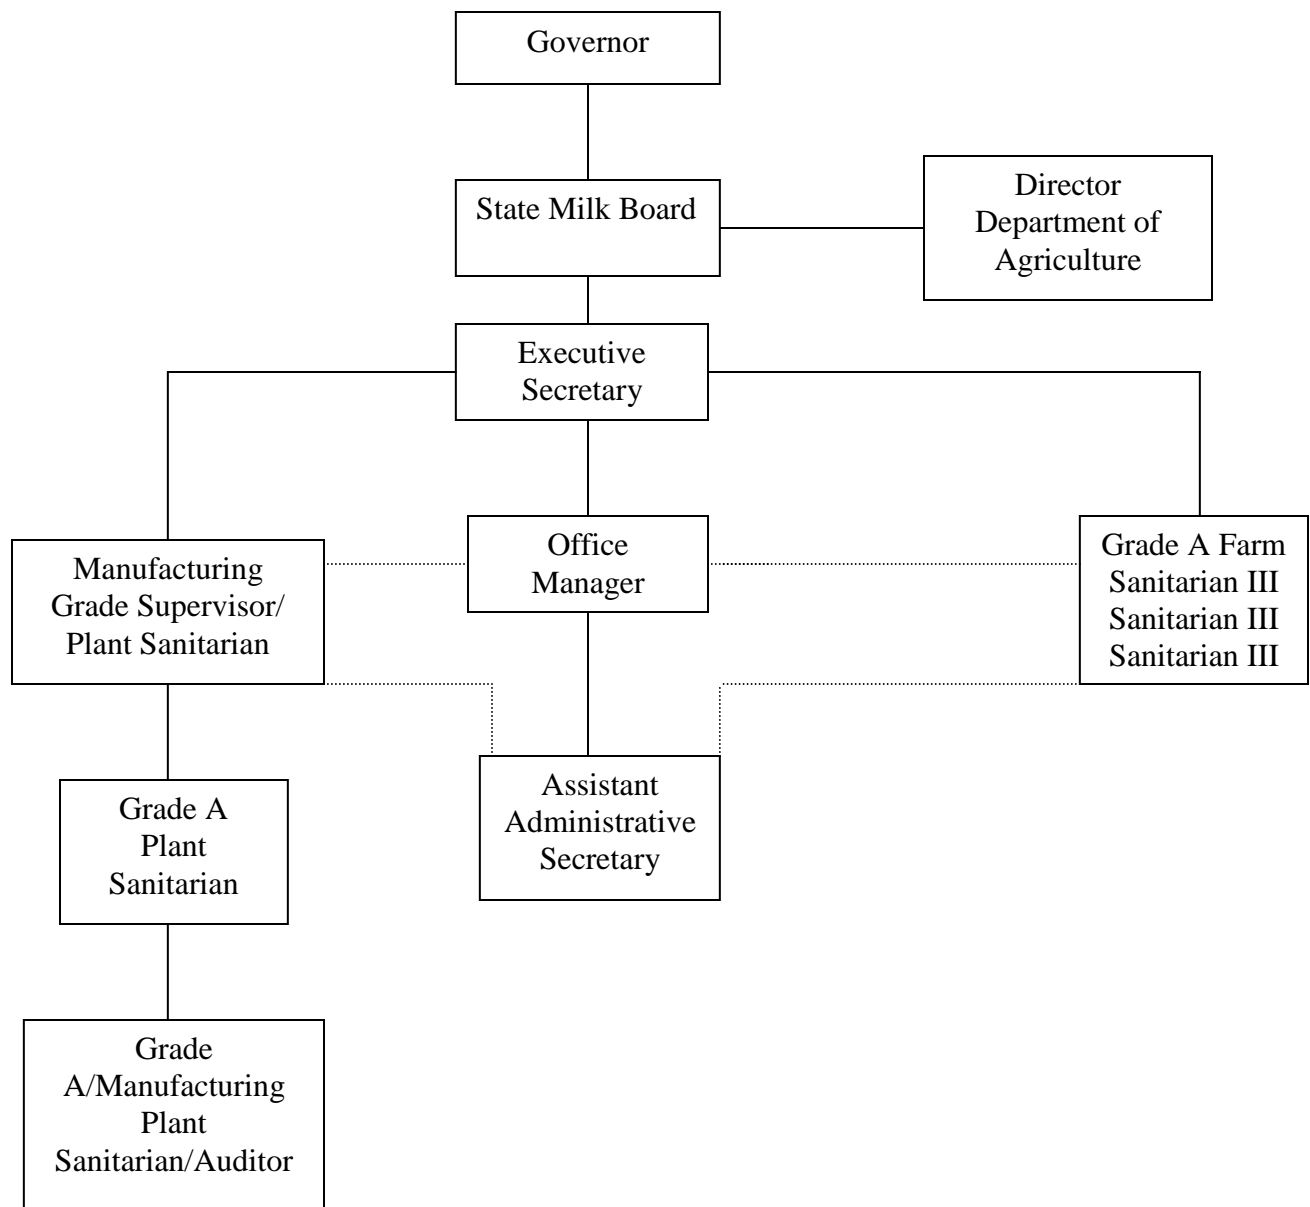 Governor
State Milk Board
Director
Department of
Agriculture
Executive
Secretary
Manufacturing
Grade Supervisor/
Plant Sanitarian
Office
Manager
Grade A Farm
Sanitarian III
Sanitarian III
Sanitarian III
Grade A
Plant
Sanitarian
Assistant
Administrative
Secretary
Grade
A/Manufacturing
Plant
Sanitarian/Auditor